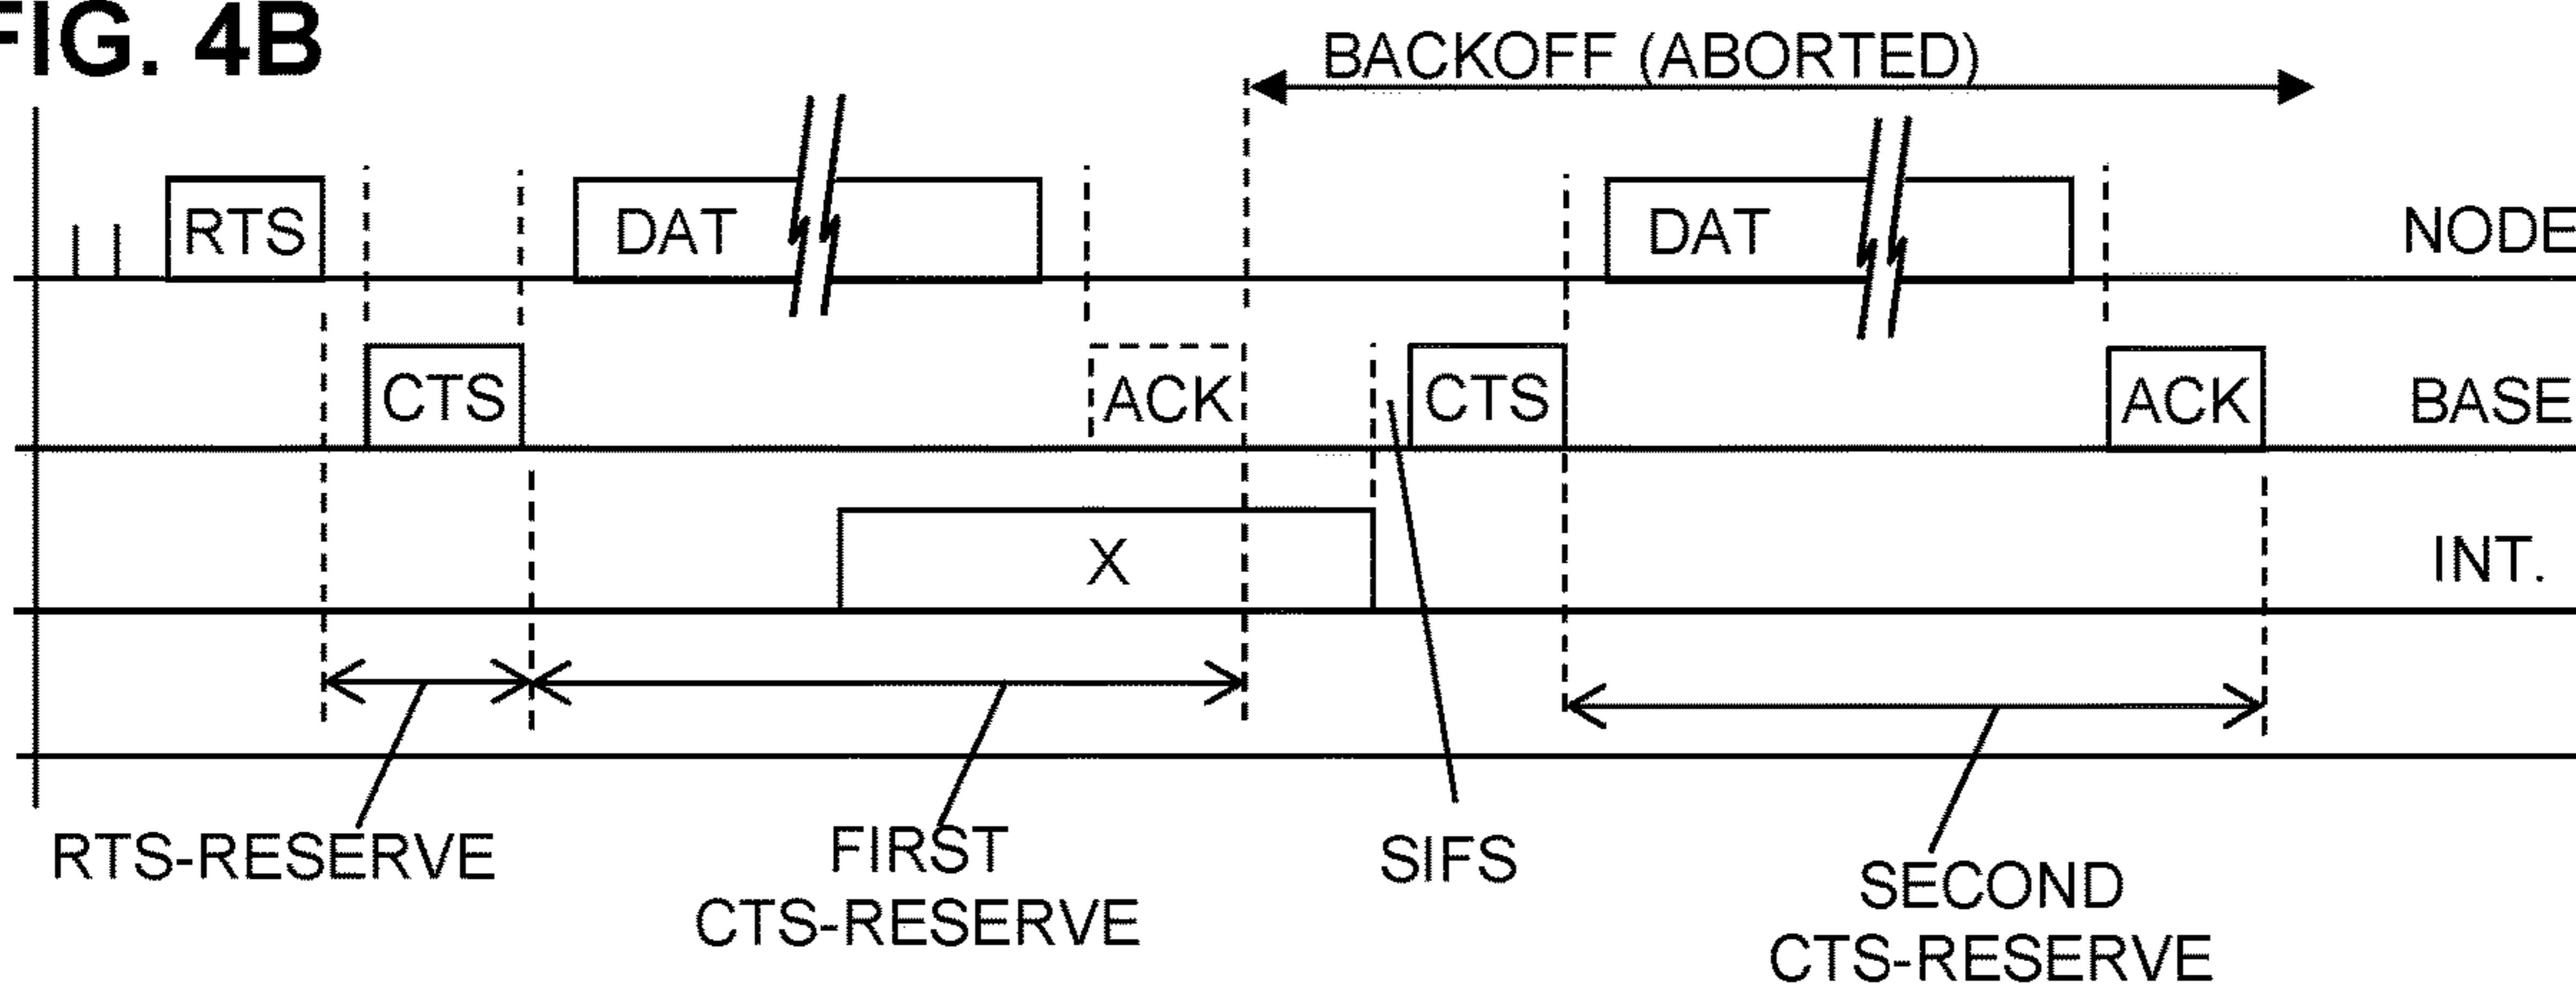 FIG. 4B
BACKOFF (ABORTED)
RTS DAT DAT NODE
CTS ACK CTS ACK BASE
X INT.
RTS-RESERVE
FIRST
CTS-RESERVE
SIFS
SECOND
CTS-RESERVE